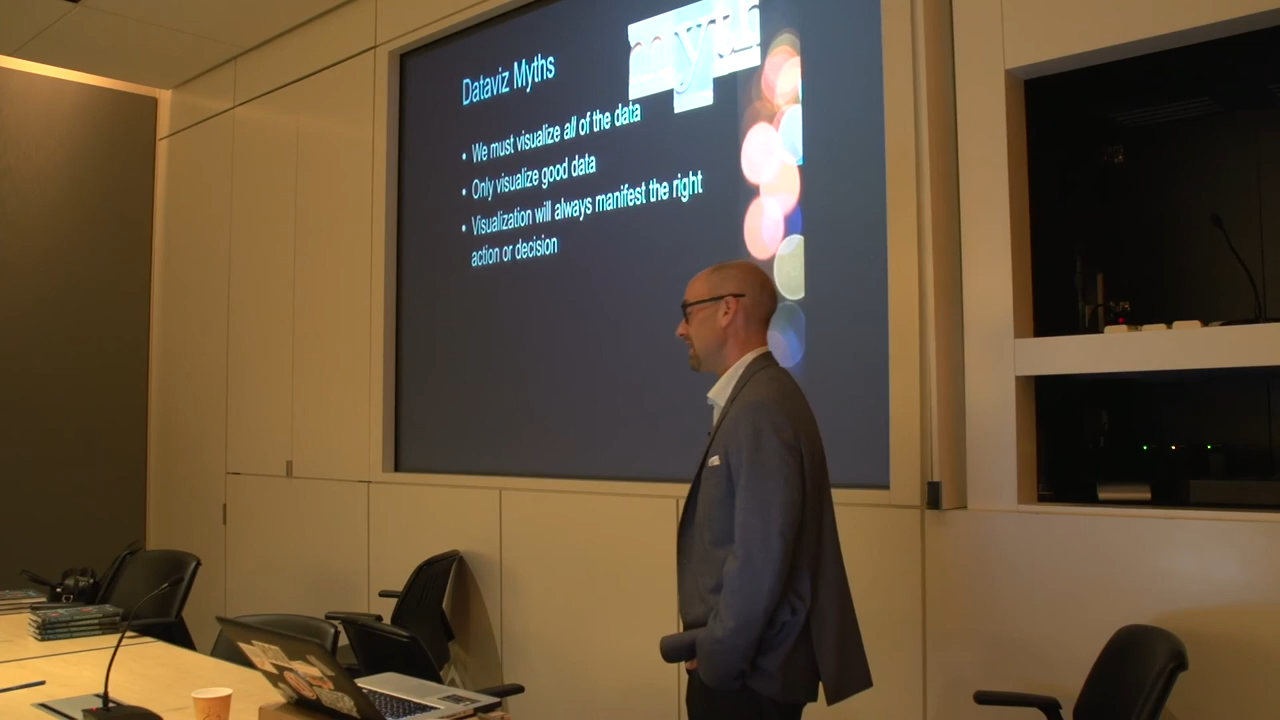 myth
Dataviz Myths
• We must visualize all of the data
• Only visualize good data
• Visualization will always manifest the right
action or decision